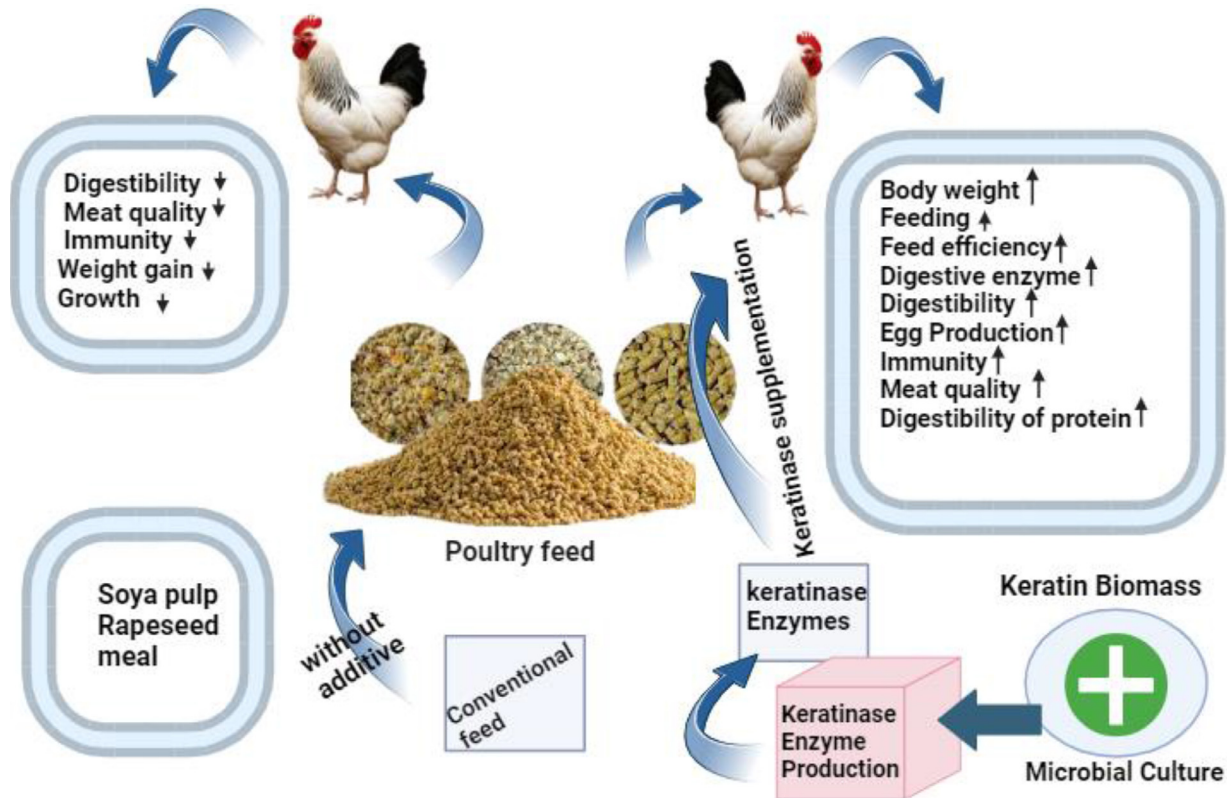 Digestibility ↓
Meat quality ↓
Immunity ↓
Weight gain ↓
Growth ↓
Body weight ↑
Feeding ↑
Feed efficiency ↑
Digestive enzyme ↑
Digestibility ↑
Egg Production ↑
Immunity ↑
Meat quality ↑
Digestibility of protein ↑
Keratinase supplementation
Poultry feed
Soya pulp
Rapeseed
meal
without
additive
Conventional
feed
keratinase
Enzymes
Keratinase
Enzyme
Production
Keratin Biomass
Microbial Culture